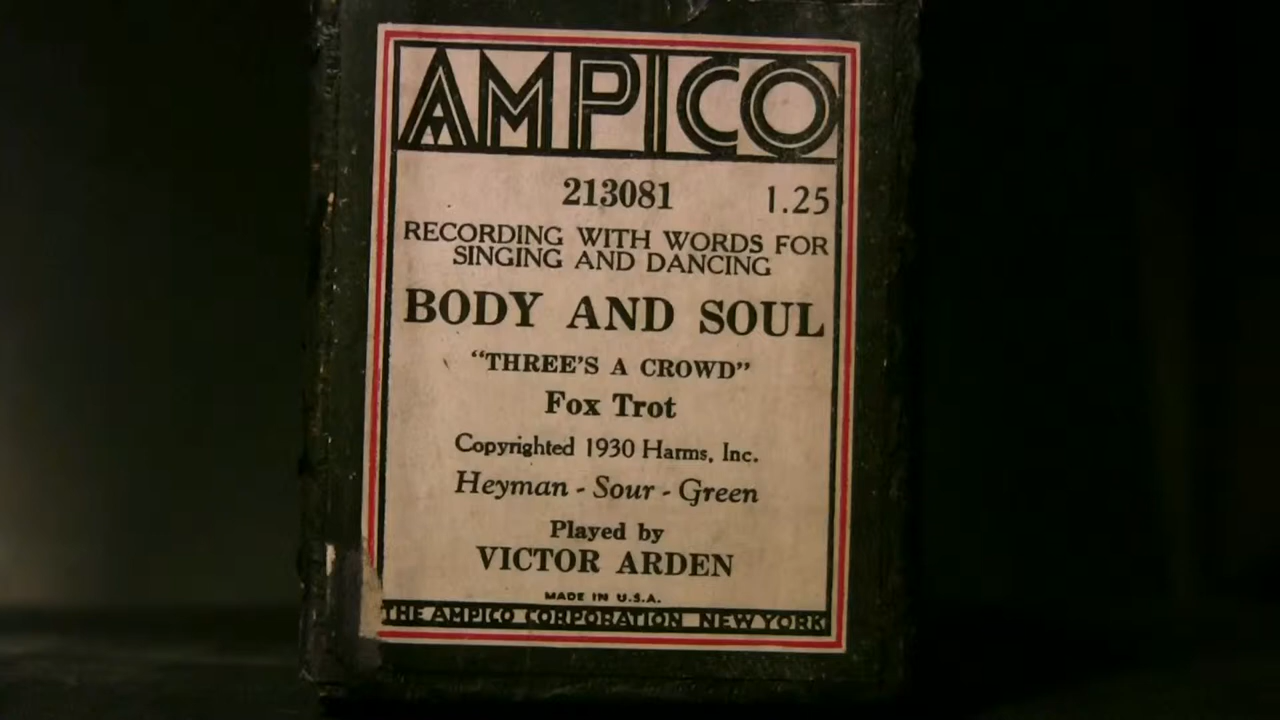 AMPICO
213081 1.25
RECORDING WITH WORDS FOR
SINGING AND DANCING
BODY AND SOUL
“THREE'S A CROWD”
Fox Trot
Copyrighted 1930 Harms, Inc.
Heyman - Sour - Green
Played by
VICTOR ARDEN
MADE IN U.S.A.
THE AMPICO CORPORATION NEW YORK